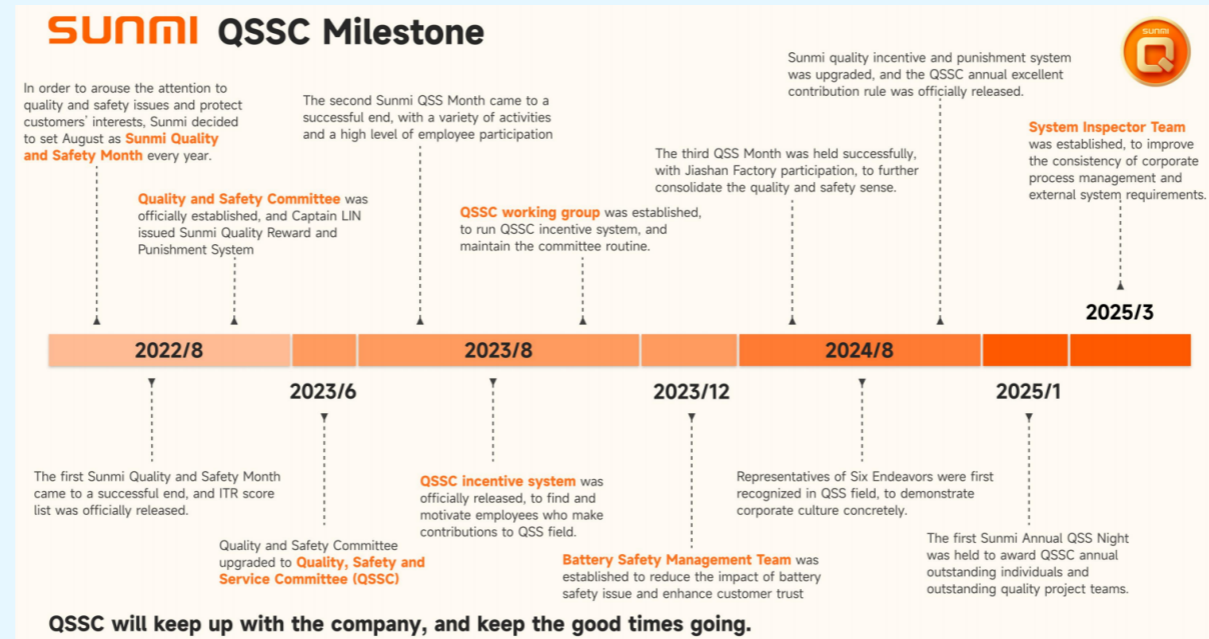 SUNMI QSSC Milestone
SUNMI
Q
In order to arouse the attention to
quality and safety issues and protect
customers' interests, Sunmi decided
to set August as Sunmi Quality
and Safety Month every year.
Quality and Safety Committee was
officially established, and Captain LIN
issued Sunmi Quality Reward and
Punishment System
The second Sunmi QSS Month came to a
successful end, with a variety of activities
and a high level of employee participation
QSSC working group was established,
to run QSSC incentive system, and
maintain the committee routine.
The third QSS Month was held successfully,
with Jiashan Factory participation, to further
consolidate the quality and safety sense.
Sunmi quality incentive and punishment system
was upgraded, and the QSSC annual excellent
contribution rule was officially released.
System Inspector Team
was established, to improve
the consistency of corporate
process management and
external system requirements.
2025/3
2022/8
2023/8
2024/8
2023/6
2023/12
2025/1
The first Sunmi Quality and Safety Month
came to a successful end, and ITR score
list was officially released.
Quality and Safety Committee
upgraded to Quality, Safety and
Service Committee (QSSC)
QSSC incentive system was
officially released, to find and
motivate employees who make
contributions to QSS field.
Battery Safety Management Team was
established to reduce the impact of battery
safety issue and enhance customer trust
Representatives of Six Endeavors were first
recognized in QSS field, to demonstrate
corporate culture concretely.
The first Sunmi Annual QSS Night
was held to award QSSC annual
outstanding individuals and
outstanding quality project teams.
QSSC will keep up with the company, and keep the good times going.